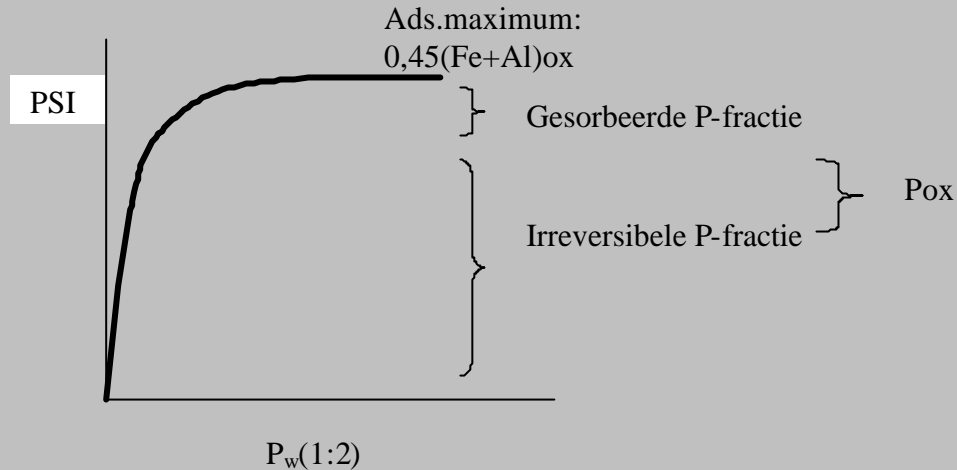 Ads.maximum:
0,45(Fe+Al)ox
PSI
Gesorbeerde P-fractie
Pox
Irreversibele P-fractie
Pw(1:2)